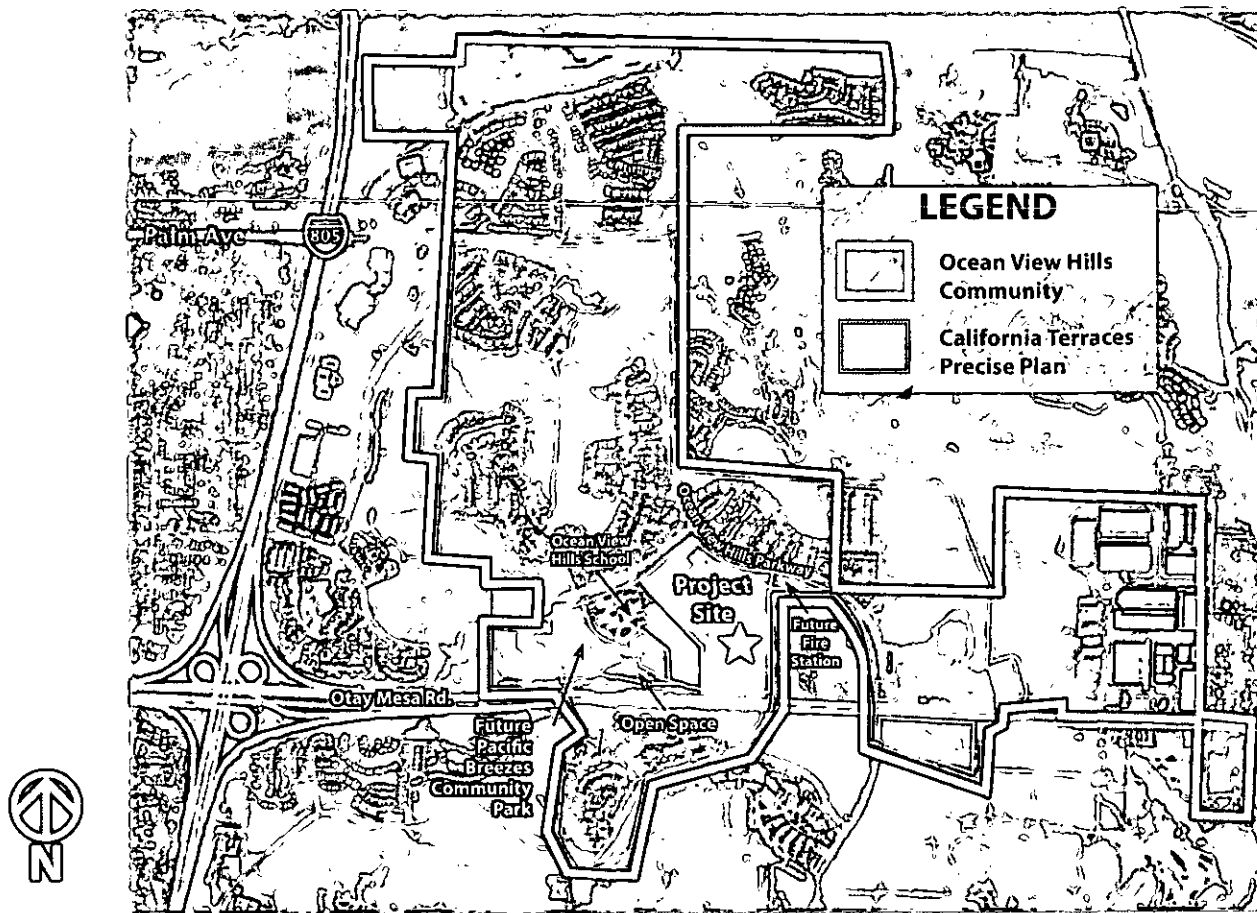 LEGEND
Ocean View Hills
Community
California Terraces
Precise Plan
Palm Ave
805
Ocean View
Hills School
Ocean View Hills Parkway
Project
Site
Future
Fire
Station
Otay Mesa Rd.
Open Space
Future
Pacific
Breezes
Community
Park
N